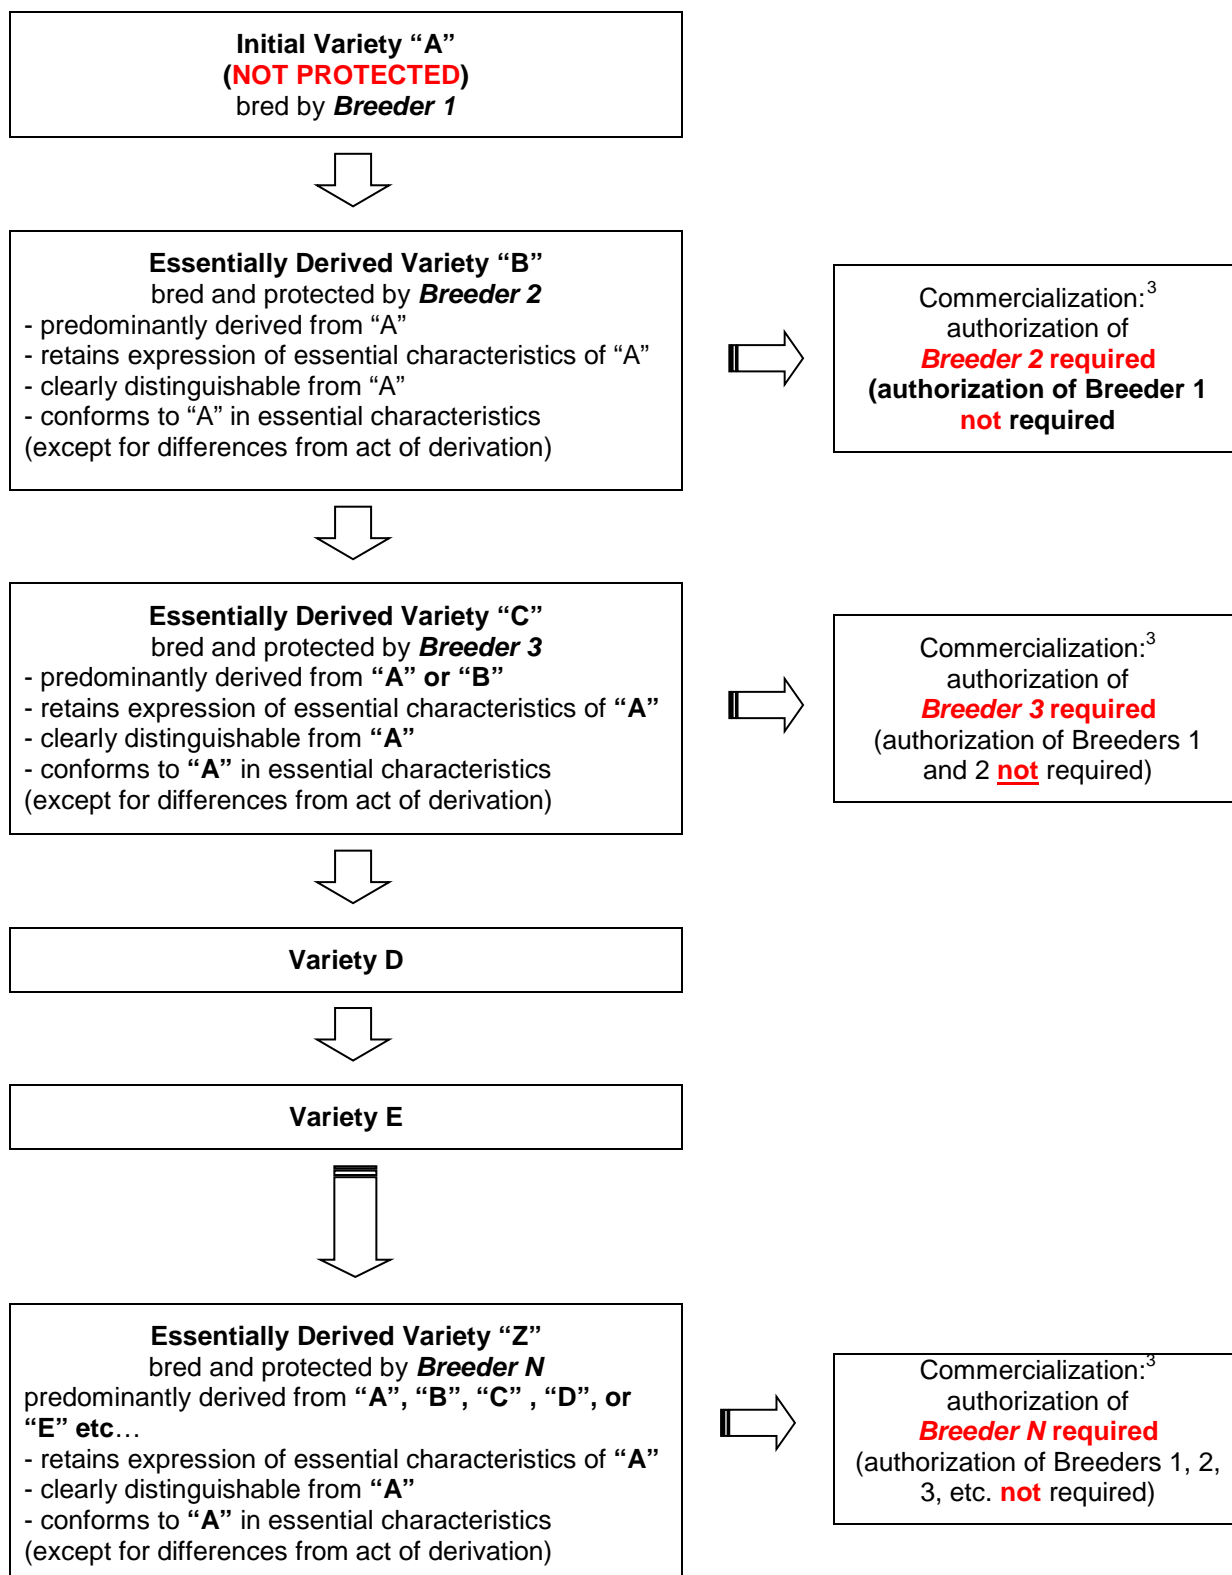 Initial Variety “A”
(NOT PROTECTED)
bred by Breeder 1
Essentially Derived Variety “B”
bred and protected by Breeder 2
- predominantly derived from “A”
- retains expression of essential characteristics of “A”
- clearly distinguishable from “A”
- conforms to “A” in essential characteristics
(except for differences from act of derivation)
Commercialization:3
authorization of
Breeder 2 required
(authorization of Breeder 1
not required
Essentially Derived Variety “C”
bred and protected by Breeder 3
- predominantly derived from “A” or “B”
- retains expression of essential characteristics of “A”
- clearly distinguishable from “A”
- conforms to “A” in essential characteristics
(except for differences from act of derivation)
Commercialization:3
authorization of
Breeder 3 required
(authorization of Breeders 1
and 2 not required)
Variety D
Variety E
Essentially Derived Variety “Z”
bred and protected by Breeder N
predominantly derived from “A”, “B”, “C” , “D”, or
“E” etc…
- retains expression of essential characteristics of “A”
- clearly distinguishable from “A”
- conforms to “A” in essential characteristics
(except for differences from act of derivation)
Commercialization:3
authorization of
Breeder N required
(authorization of Breeders 1, 2,
3, etc. not required)